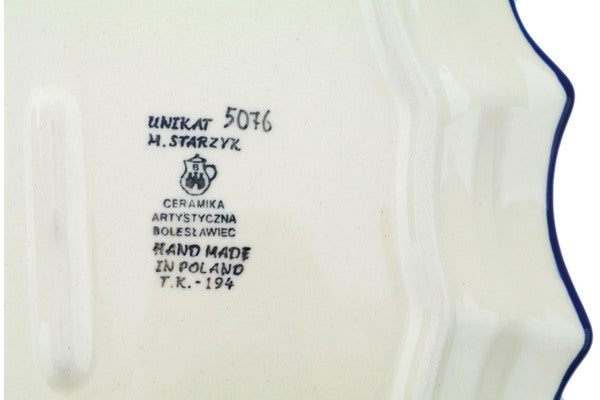 UNIKAT 5076
M. STARZYK
B
CERAMIKA
ARTYSTYCZNA
BOLESŁAWIEC
HAND MADE
IN POLAND
T.K.-194